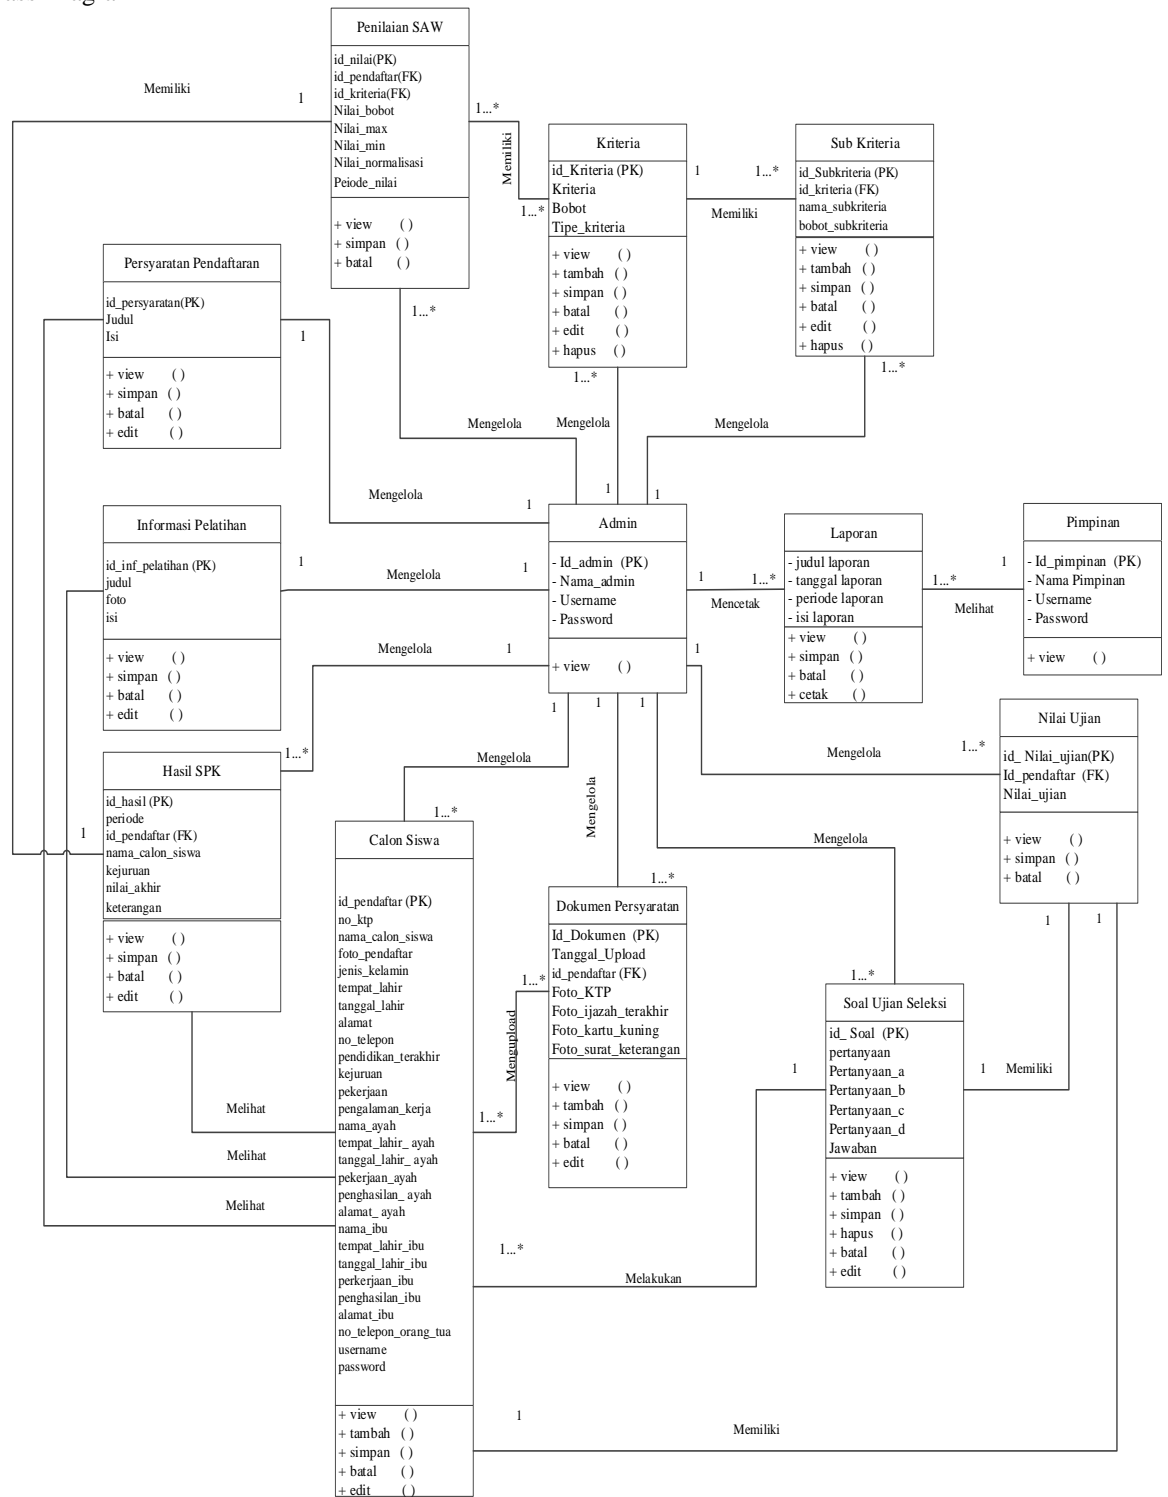 Penilaian SAW
id_nilai(PK)
id_pendaftar(FK)
id_kriteria(FK)
Nilai_bobot
Nilai_max
Nilai_min
Nilai_normalisasi
Peiode_nilai
+ view ( )
+ simpan ( )
+ batal ( )
Memiliki
1
1...*
Memiliki
1...*
Kriteria
id_Kriteria (PK)
Kriteria
Bobot
Tipe_kriteria
+ view ( )
+ tambah ( )
+ simpan ( )
+ batal ( )
+ edit ( )
+ hapus ( )
1
1...*
Memiliki
Sub Kriteria
id_Subkriteria (PK)
id_kriteria (FK)
nama_subkriteria
bobot_subkriteria
+ view ( )
+ tambah ( )
+ simpan ( )
+ batal ( )
+ edit ( )
+ hapus ( )
Persyaratan Pendaftaran
id_persyaratan(PK)
Judul
Isi
+ view ( )
+ simpan ( )
+ batal ( )
+ edit ( )
1
1...*
1...*
1...*
Mengelola
Mengelola
Mengelola
Mengelola
1
1
1
Informasi Pelatihan
id_inf_pelatihan (PK)
judul
foto
isi
+ view ( )
+ simpan ( )
+ batal ( )
+ edit ( )
1
Mengelola
1
Admin
- Id_admin (PK)
- Nama_admin
- Username
- Password
+ view ( )
1
1...*
Mencetak
Laporan
- judul laporan
- tanggal laporan
- periode laporan
- isi laporan
+ view ( )
+ simpan ( )
+ batal ( )
+ cetak ( )
1...*
1
Melihat
Pimpinan
- Id_pimpinan (PK)
- Nama Pimpinan
- Username
- Password
+ view ( )
Mengelola
1
1
1...*
Hasil SPK
id_hasil (PK)
periode
id_pendaftar (FK)
nama_calon_siswa
kejuruan
nilai_akhir
keterangan
+ view ( )
+ simpan ( )
+ batal ( )
+ edit ( )
1
1
1
1
Mengelola
Mengelola
Mengelola
1...*
Nilai Ujian
id_ Nilai_ujian(PK)
Id_pendaftar (FK)
Nilai_ujian
+ view ( )
+ simpan ( )
+ batal ( )
1...*
Calon Siswa
id_pendaftar (PK)
no_ktp
nama_calon_siswa
foto_pendaftar
jenis_kelamin
tempat_lahir
tanggal_lahir
alamat
no_telepon
pendidikan_terakhir
kejuruan
pekerjaan
pengalaman_kerja
nama_ayah
tempat_lahir_ ayah
tanggal_lahir_ ayah
pekerjaan_ayah
penghasilan_ ayah
alamat_ ayah
nama_ibu
tempat_lahir_ibu
tanggal_lahir_ibu
perkerjaan_ibu
penghasilan_ibu
alamat_ibu
no_telepon_orang_tua
username
password
+ view ( )
+ tambah ( )
+ simpan ( )
+ batal ( )
+ edit ( )
1...*
Dokumen Persyaratan
Id_Dokumen (PK)
Tanggal_Upload
id_pendaftar (FK)
Foto_KTP
Foto_ijazah_terakhir
Foto_kartu_kuning
Foto_surat_keterangan
+ view ( )
+ tambah ( )
+ simpan ( )
+ batal ( )
+ edit ( )
1...*
Mengupload
1...*
Mengelola
1...*
Soal Ujian Seleksi
id_ Soal (PK)
pertanyaan
Pertanyaan_a
Pertanyaan_b
Pertanyaan_c
Pertanyaan_d
Jawaban
+ view ( )
+ tambah ( )
+ simpan ( )
+ hapus ( )
+ batal ( )
+ edit ( )
1
1
1
Memiliki
1
Melihat
Melihat
Melihat
1...*
Melakukan
1
Memiliki